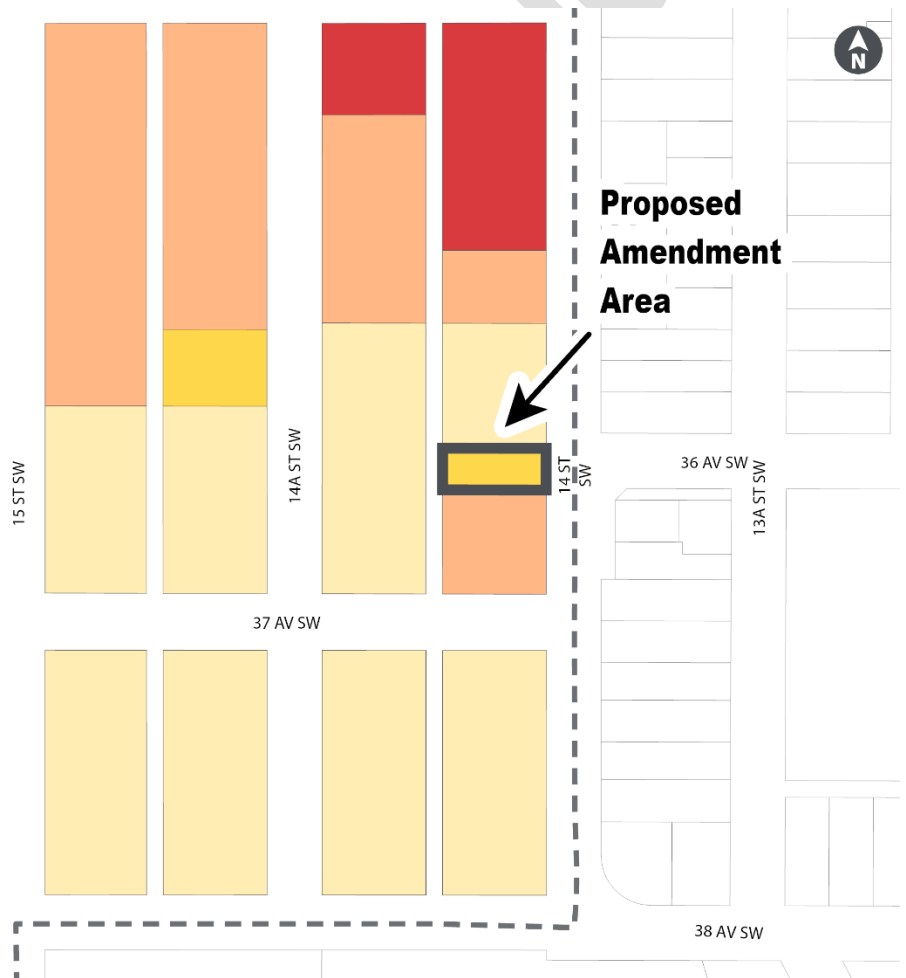 N
Proposed
Amendment
Area
15 ST SW
14A ST SW
14 ST
SW
36 AV SW
13A ST SW
37 AV SW
38 AV SW